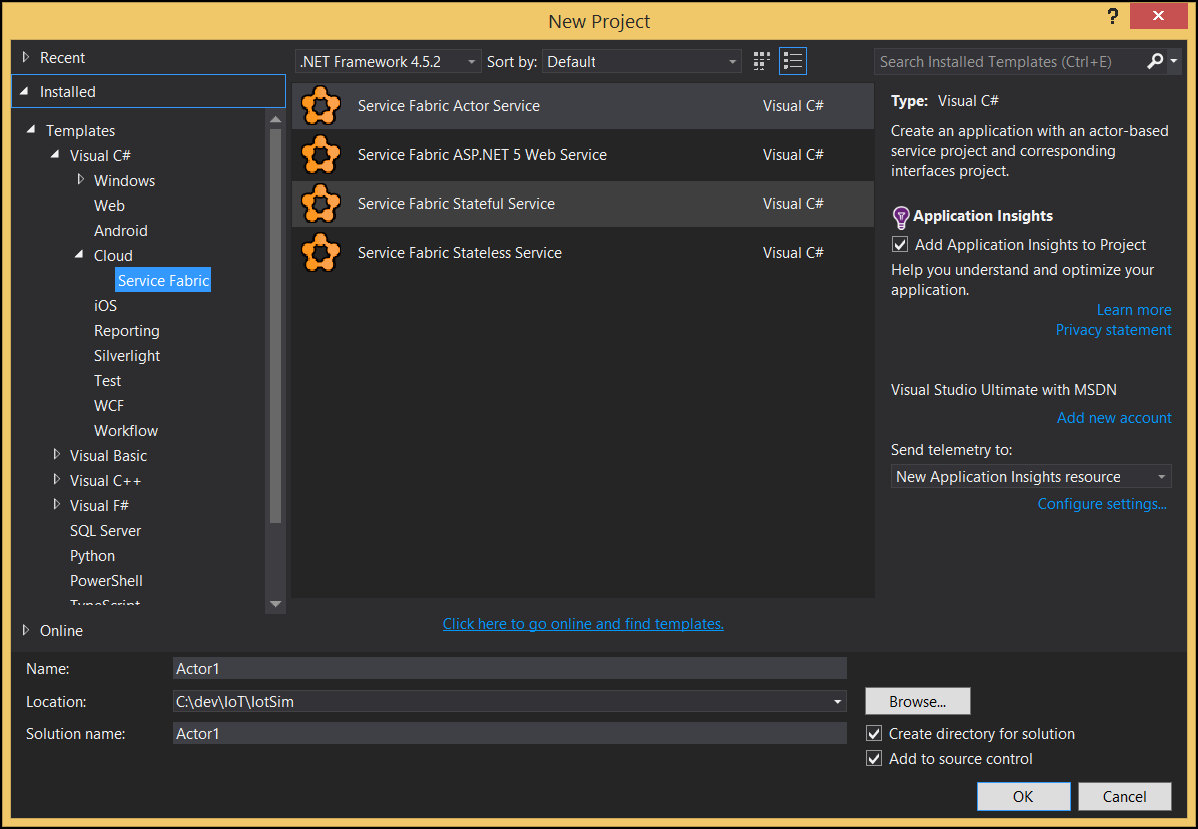 New Project
?
Recent
Installed
Templates
Visual C#
Windows
Web
Android
Cloud
Service Fabric
iOS
Reporting
Silverlight
Test
WCF
Workflow
Visual Basic
Visual C++
Visual F#
SQL Server
Python
PowerShell
TypeScript
Online
.NET Framework 4.5.2
Sort by: Default
Service Fabric Actor Service Visual C#
Service Fabric ASP.NET 5 Web Service Visual C#
Service Fabric Stateful Service Visual C#
Service Fabric Stateless Service Visual C#
Click here to go online and find templates.
Search Installed Templates (Ctrl+E)
Type: Visual C#
Create an application with an actor-based
service project and corresponding
interfaces project.
Application Insights
Add Application Insights to Project
Help you understand and optimize your
application.
Learn more
Privacy statement
Visual Studio Ultimate with MSDN
Add new account
Send telemetry to:
New Application Insights resource
Configure settings...
Name: Actor1
Location: C:\dev\IoT\IotSim
Browse...
Solution name: Actor1
Create directory for solution
Add to source control
OK
Cancel